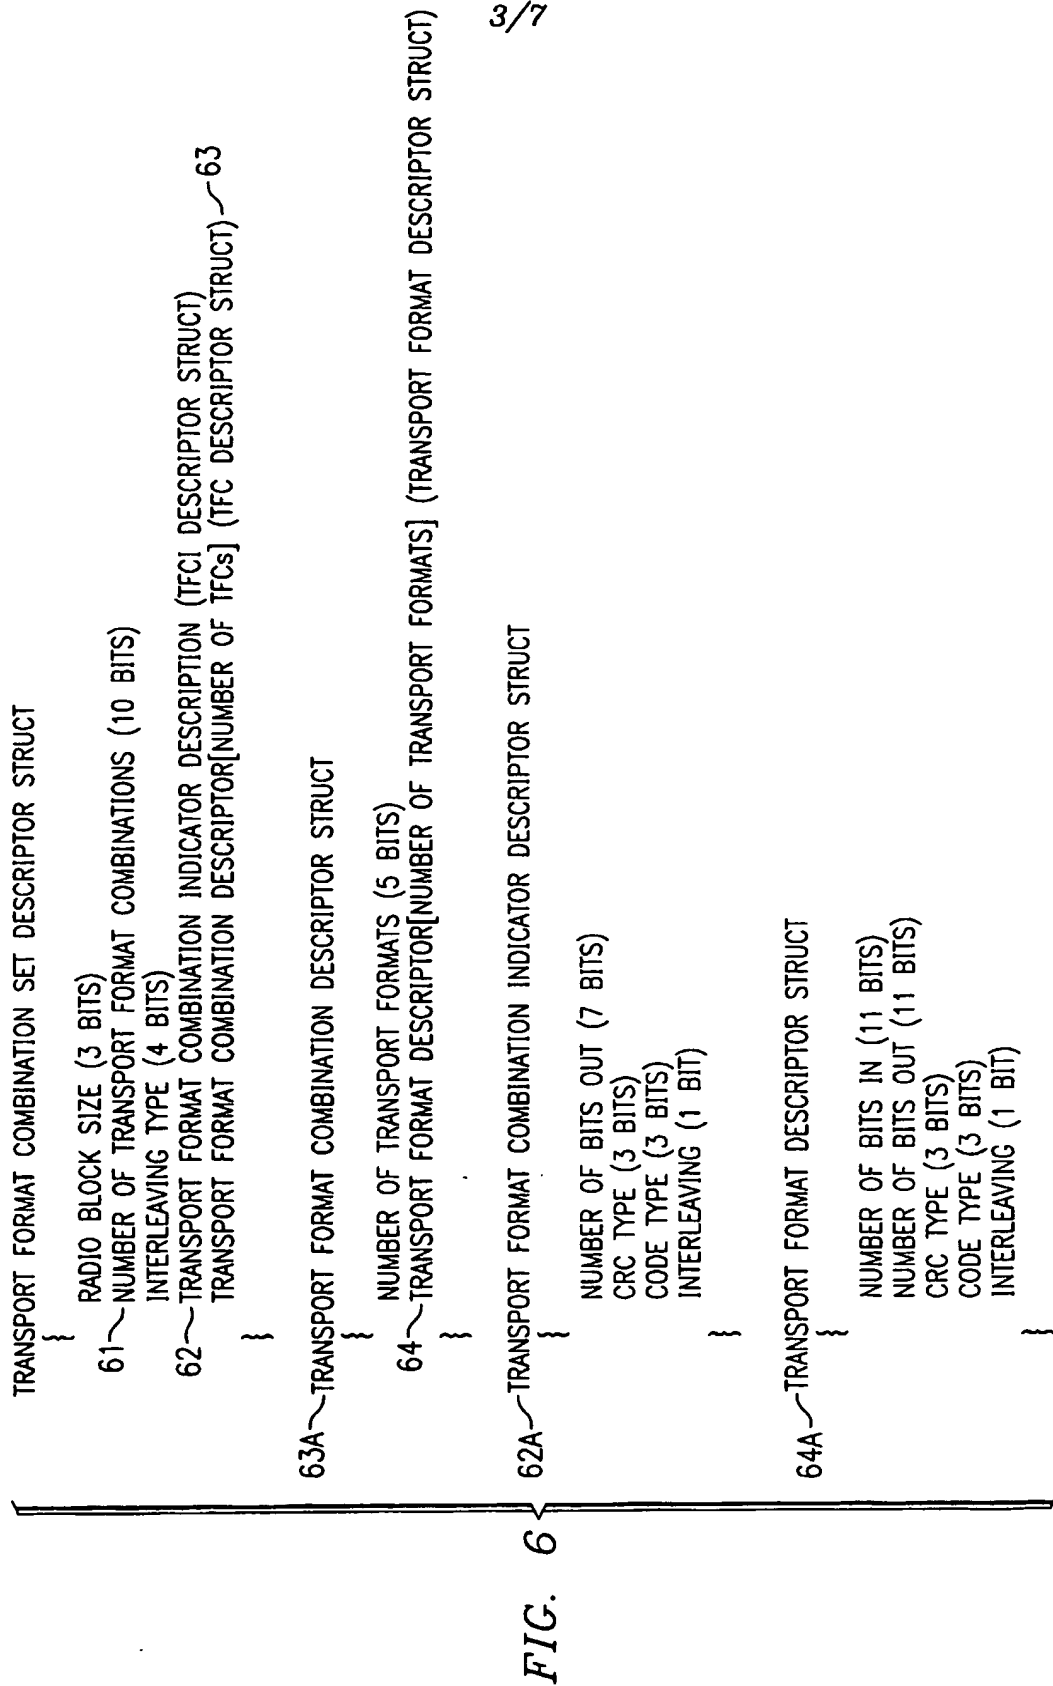 3/7
TRANSPORT FORMAT COMBINATION SET DESCRIPTOR STRUCT
{
RADIO BLOCK SIZE (3 BITS)
61 NUMBER OF TRANSPORT FORMAT COMBINATIONS (10 BITS)
INTERLEAVING TYPE (4 BITS)
62 TRANSPORT FORMAT COMBINATION INDICATOR DESCRIPTION (TFCI DESCRIPTOR STRUCT)
TRANSPORT FORMAT COMBINATION DESCRIPTOR[NUMBER OF TFCs] (TFC DESCRIPTOR STRUCT) 63
}
63A TRANSPORT FORMAT COMBINATION DESCRIPTOR STRUCT
{
NUMBER OF TRANSPORT FORMATS (5 BITS)
64 TRANSPORT FORMAT DESCRIPTOR[NUMBER OF TRANSPORT FORMATS] (TRANSPORT FORMAT DESCRIPTOR STRUCT)
}
62A TRANSPORT FORMAT COMBINATION INDICATOR DESCRIPTOR STRUCT
{
NUMBER OF BITS OUT (7 BITS)
CRC TYPE (3 BITS)
CODE TYPE (3 BITS)
INTERLEAVING (1 BIT)
}
64A TRANSPORT FORMAT DESCRIPTOR STRUCT
{
NUMBER OF BITS IN (11 BITS)
NUMBER OF BITS OUT (11 BITS)
CRC TYPE (3 BITS)
CODE TYPE (3 BITS)
INTERLEAVING (1 BIT)
}
FIG. 6